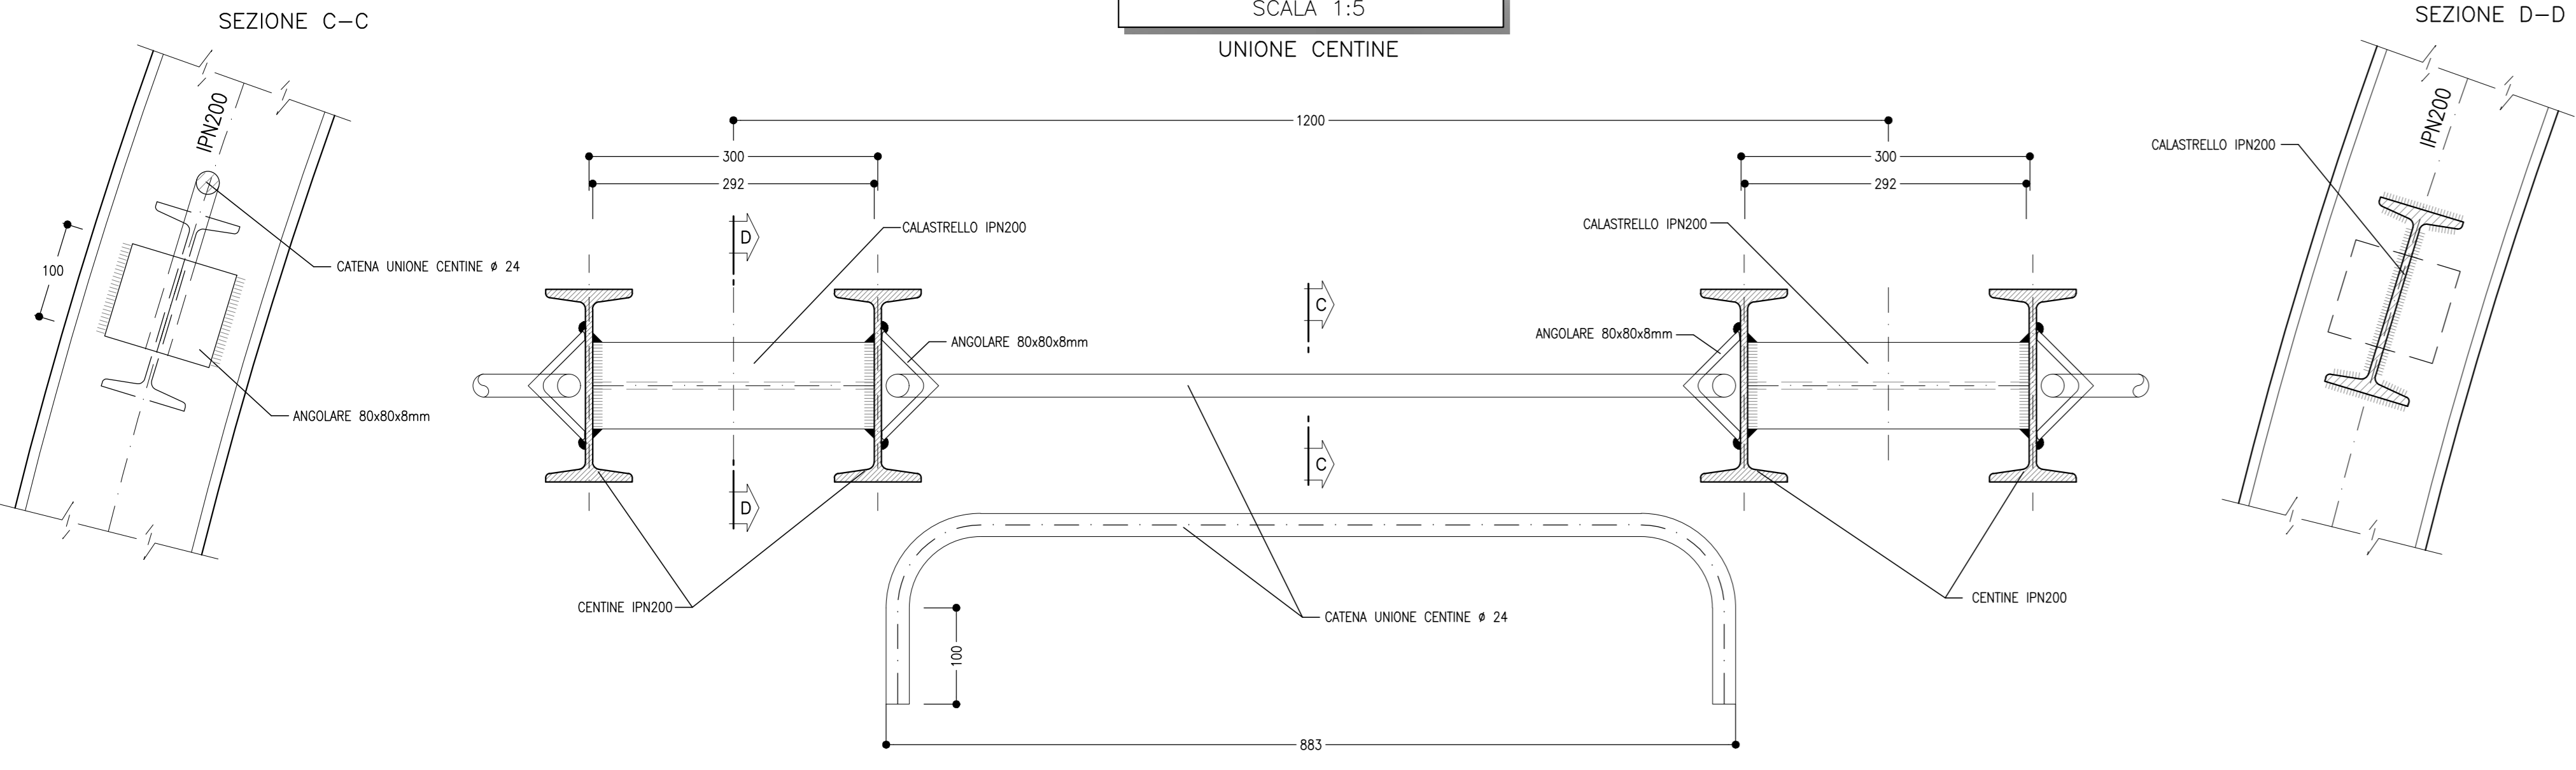 SEZIONE C-C
SCALA 1:5
UNIONE CENTINE
SEZIONE D-D
IPN200
100
CATENA UNIONE CENTINE ø 24
ANGOLARE 80x80x8mm
1200
300
292
300
292
D
CALASTRELLO IPN200
CALASTRELLO IPN200
C
ANGOLARE 80x80x8mm
ANGOLARE 80x80x8mm
C
D
CENTINE IPN200
CATENA UNIONE CENTINE ø 24
CENTINE IPN200
100
883
IPN200
CALASTRELLO IPN200